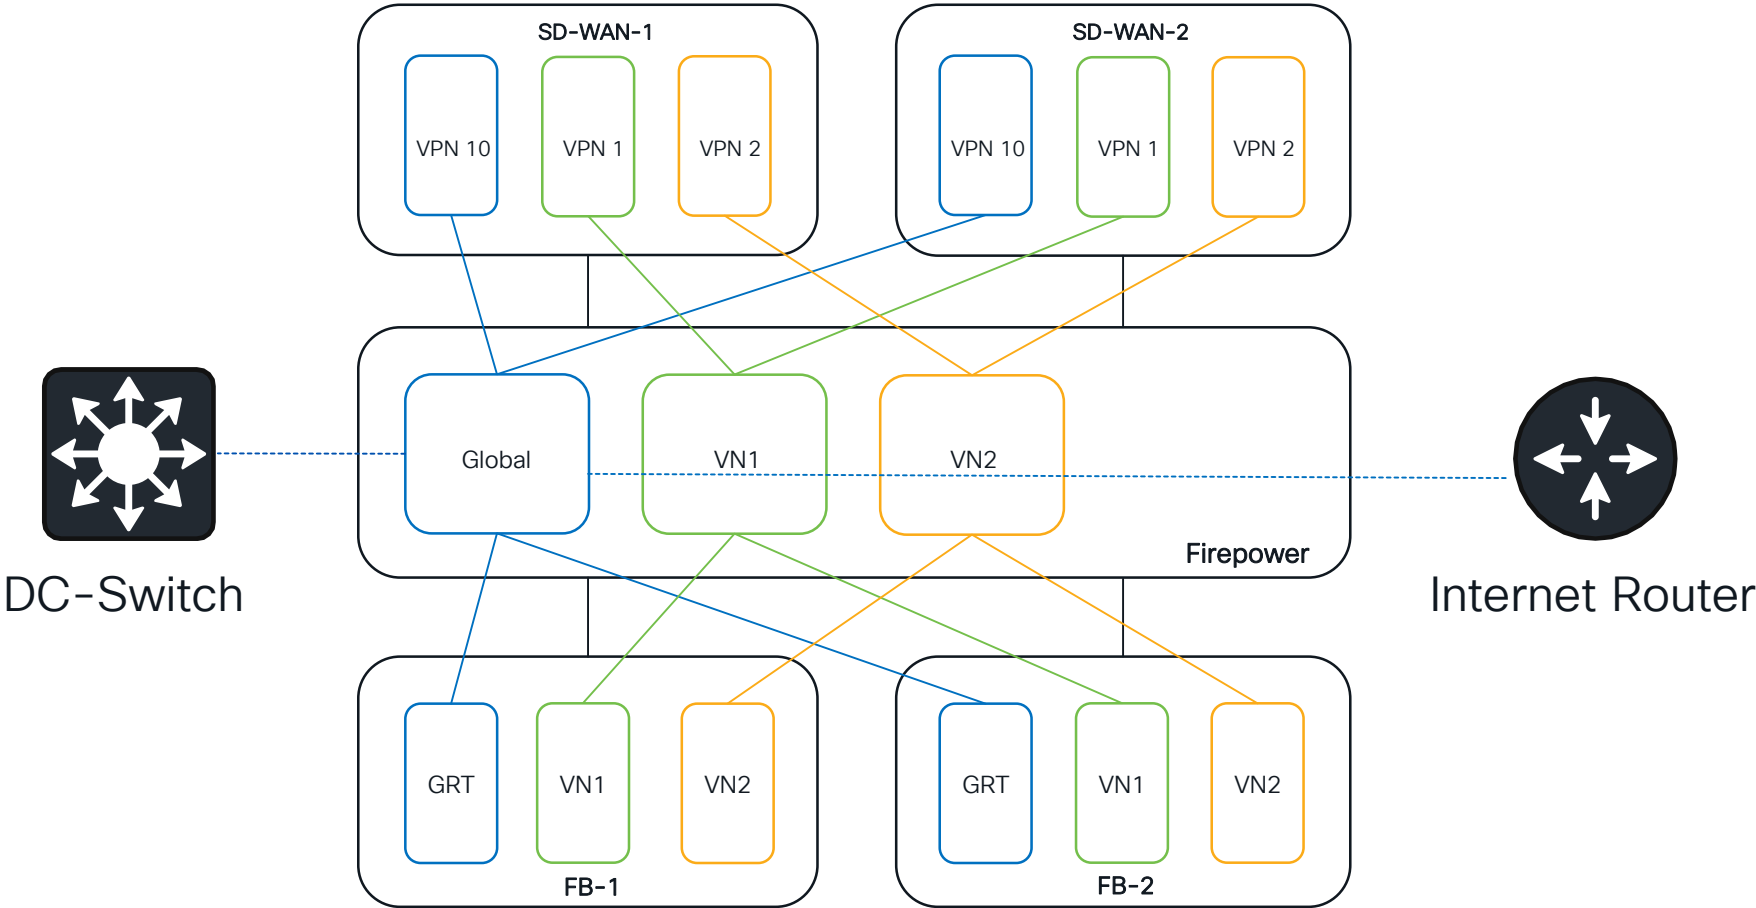 SD-WAN-1
SD-WAN-2
VPN 10
VPN 1
VPN 2
VPN 10
VPN 1
VPN 2
Global
VN1
VN2
Firepower
DC-Switch
Internet Router
GRT
VN1
VN2
GRT
VN1
VN2
FB-1
FB-2